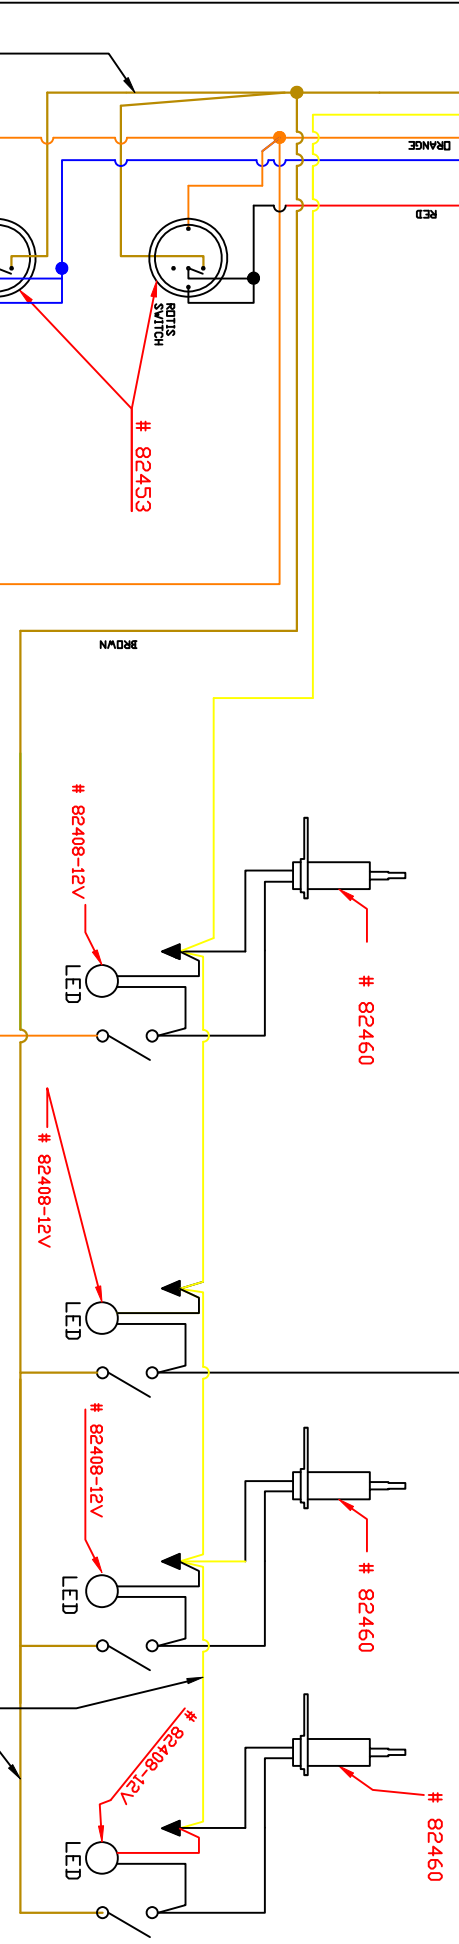 ORANGE
RED
ROTIS
SWITCH
# 82453
BROWN
# 82408-12V
LED
# 82460
# 82408-12V
LED
# 82408-12V
LED
# 82460
# 82408-12V
LED
# 82460